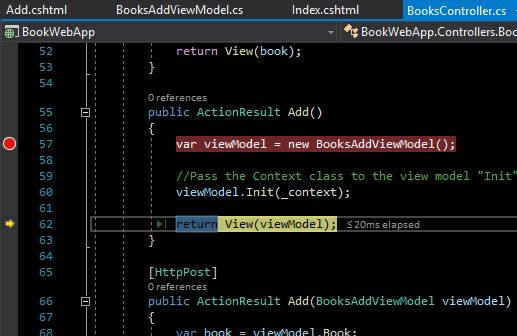 Add.cshtml BooksAddViewModel.cs Index.cshtml BooksController.cs
BookWebApp BookWebApp.Controllers.Boo
52 return View(book);
53 }
54
0 references
55 public ActionResult Add()
56 {
57 var viewModel = new BooksAddViewModel();
58
59 //Pass the Context class to the view model "Init"
60 viewModel.Init(_context);
61
62 return View(viewModel); ≤20ms elapsed
63 }
64
65 [HttpPost]
0 references
66 public ActionResult Add(BooksAddViewModel viewModel)
67 {
68 var book = viewModel.Book;